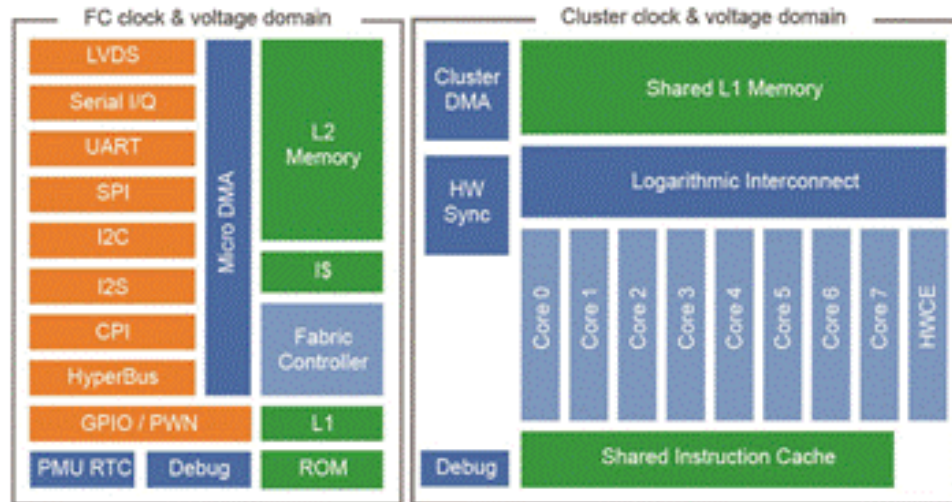 FC clock & voltage domain
LVDS
Serial I/Q
UART
SPI
I2C
I2S
CPI
HyperBus
GPIO / PWN
PMU RTC
Debug
Micro DMA
L2
Memory
I$
Fabric
Controller
L1
ROM
Cluster clock & voltage domain
Cluster
DMA
HW
Sync
Debug
Shared L1 Memory
Logarithmic Interconnect
Core 0
Core 1
Core 2
Core 3
Core 4
Core 5
Core 6
Core 7
HWCE
Shared Instruction Cache